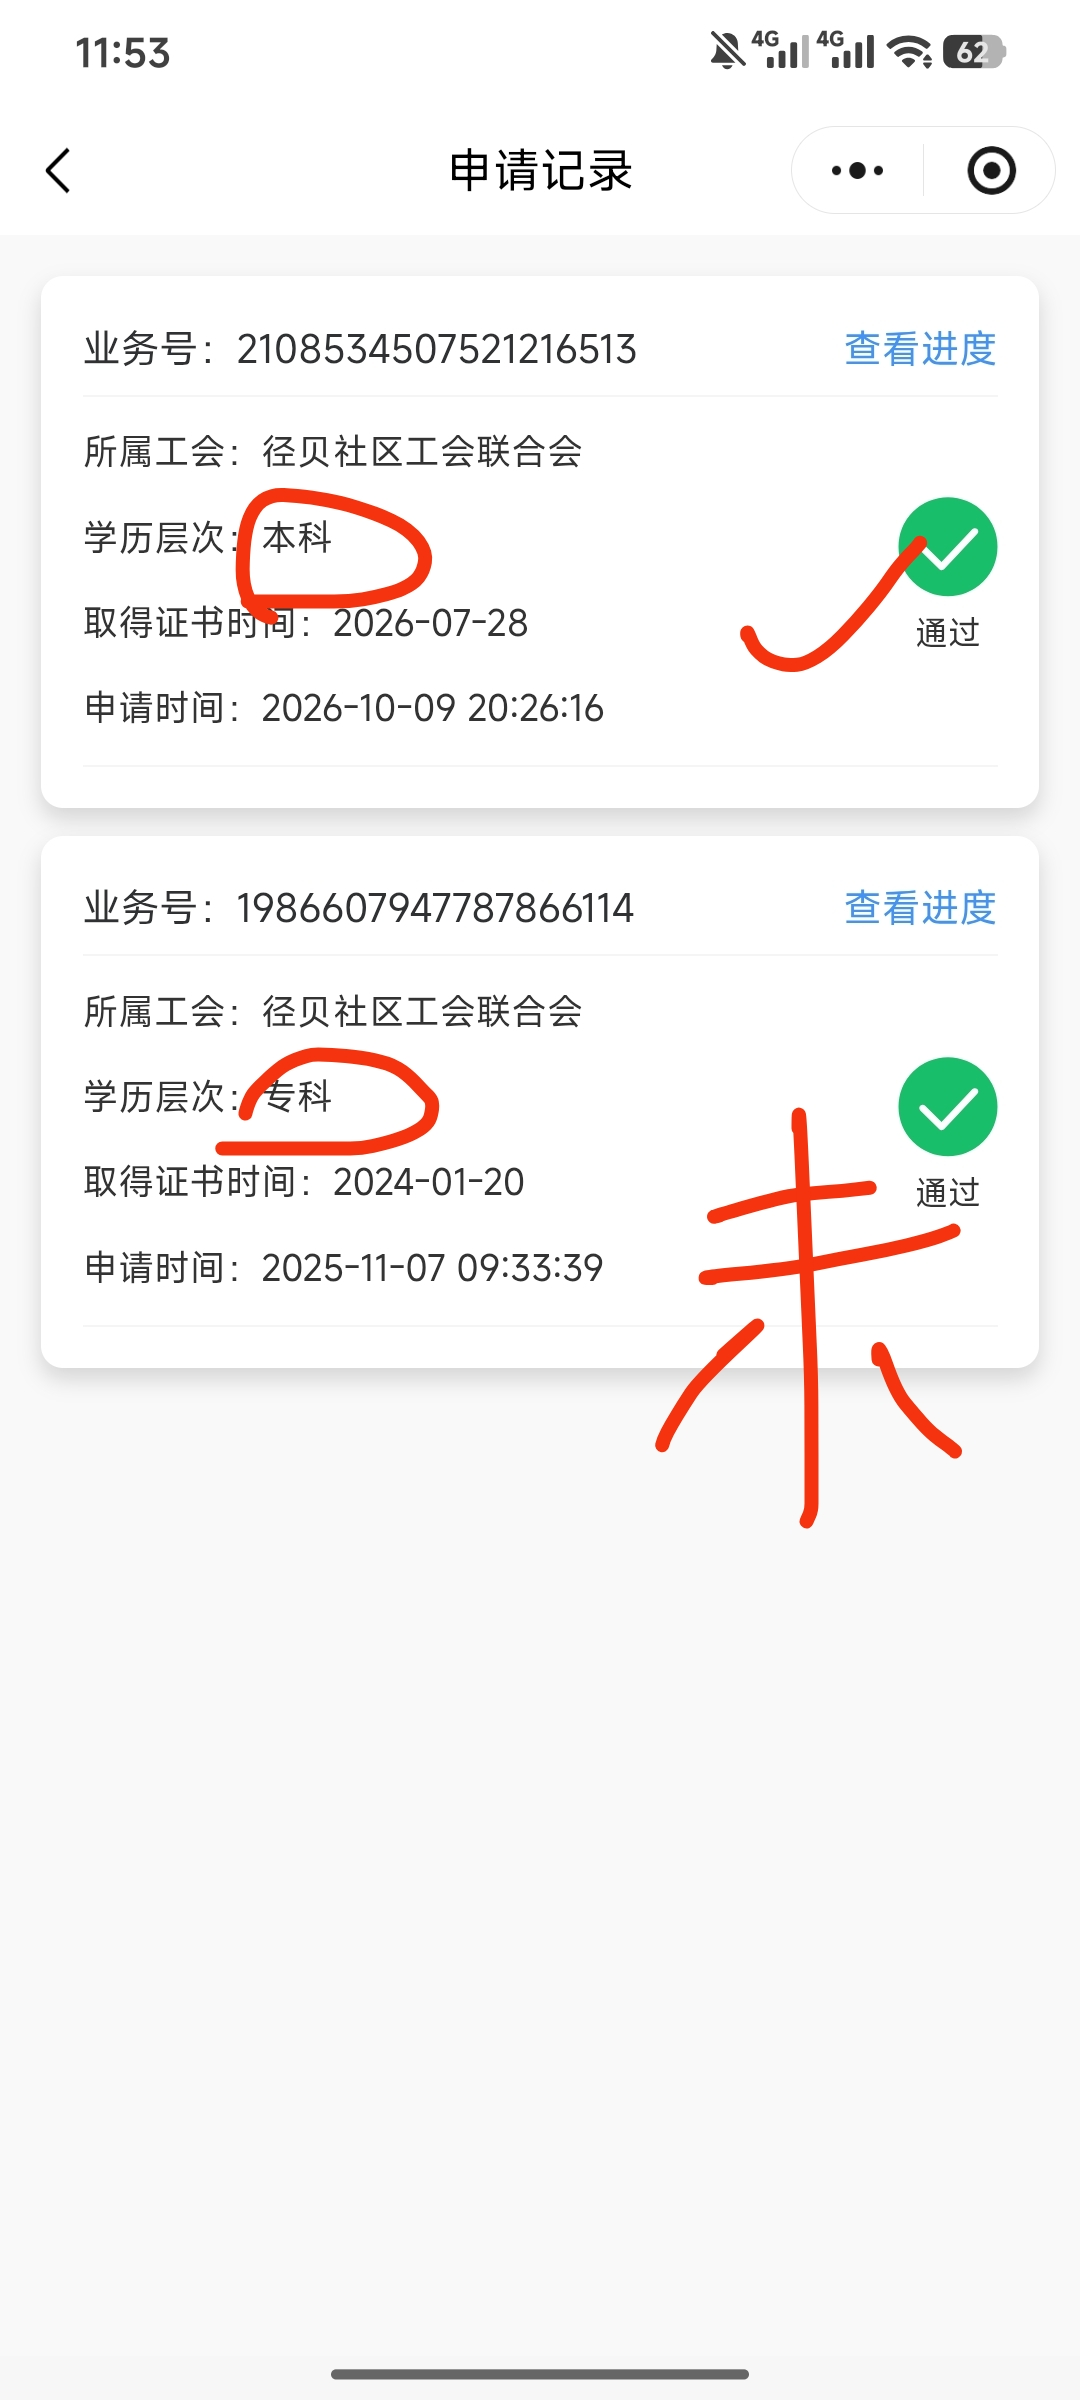 11:53
4G 4G 62
申请记录
业务号：2108534507521216513 查看进度
所属工会：径贝社区工会联合会
学历层次：本科
取得证书时间：2026-07-28
通过
申请时间：2026-10-09 20:26:16
业务号：1986607947787866114 查看进度
所属工会：径贝社区工会联合会
学历层次：专科
取得证书时间：2024-01-20
通过
申请时间：2025-11-07 09:33:39
未